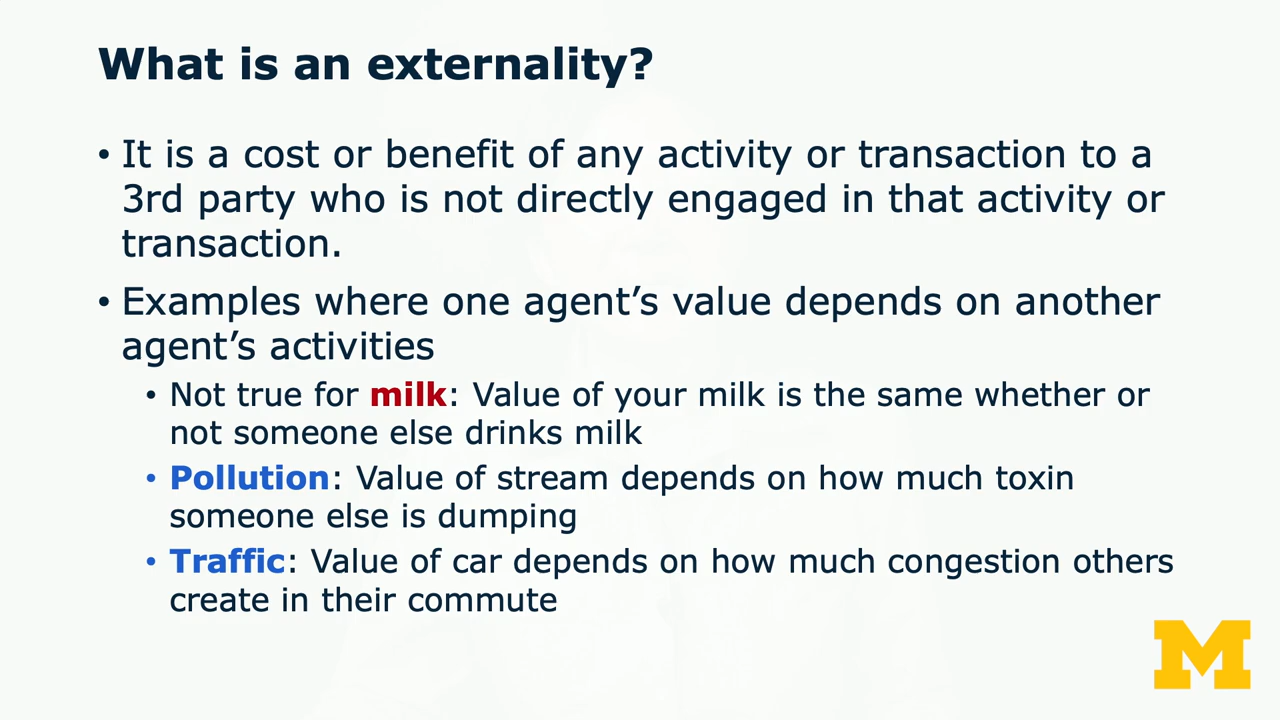 What is an externality?
• It is a cost or benefit of any activity or transaction to a
3rd party who is not directly engaged in that activity or
transaction.
• Examples where one agent’s value depends on another
agent’s activities
• Not true for milk: Value of your milk is the same whether or
not someone else drinks milk
• Pollution: Value of stream depends on how much toxin
someone else is dumping
• Traffic: Value of car depends on how much congestion others
create in their commute
M